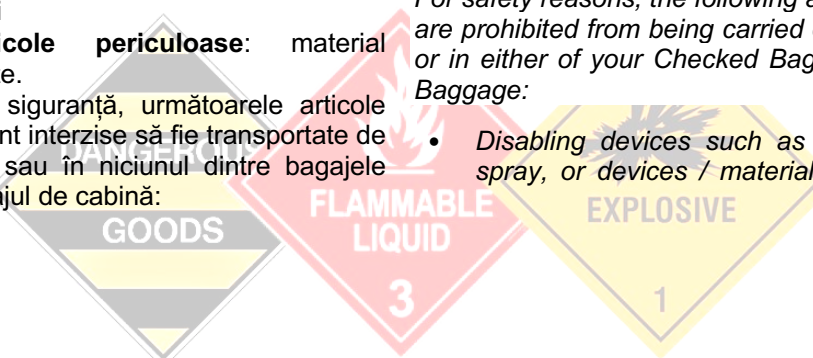 icole periculoase: material
siguranță, următoarele articole
nt interzise să fie transportate de
sau în niciunul dintre bagajele
jul de cabină:
For safety reasons, the following a
are prohibited from being carried
or in either of your Checked Bag
Baggage:
• Disabling devices such as
spray, or devices / material
DANGEROUS
GOODS
FLAMMABLE
LIQUID
3
EXPLOSIVE
1